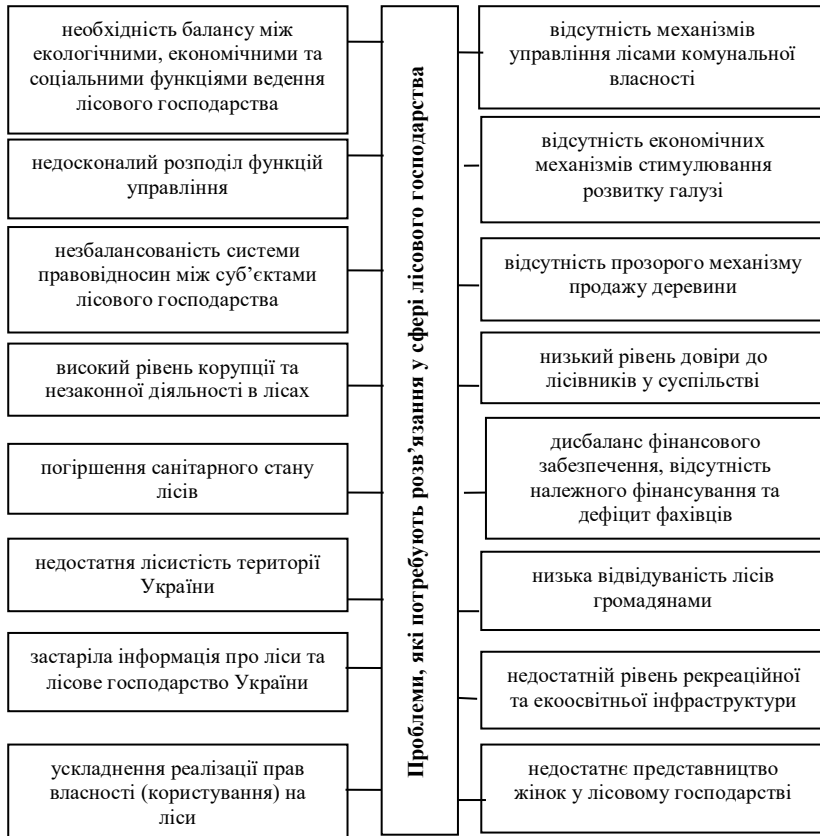 необхідність балансу між
екологічними, економічними та
соціальними функціями ведення
лісового господарства
недосконалий розподіл функцій
управління
незбалансованість системи
правовідносин між суб’єктами
лісового господарства
високий рівень корупції та
незаконної діяльності в лісах
погіршення санітарного стану
лісів
недостатня лісистість території
України
застаріла інформація про ліси та
лісове господарство України
ускладнення реалізації прав
власності (користування) на
ліси
Проблеми, які потребують розв’язання у сфері лісового господарства
відсутність механізмів
управління лісами комунальної
власності
відсутність економічних
механізмів стимулювання
розвитку галузі
відсутність прозорого механізму
продажу деревини
низький рівень довіри до
лісівників у суспільстві
дисбаланс фінансового
забезпечення, відсутність
належного фінансування та
дефіцит фахівців
низька відвідуваність лісів
громадянами
недостатній рівень рекреаційної
та екоосвітньої інфраструктури
недостатнє представництво
жінок у лісовому господарстві